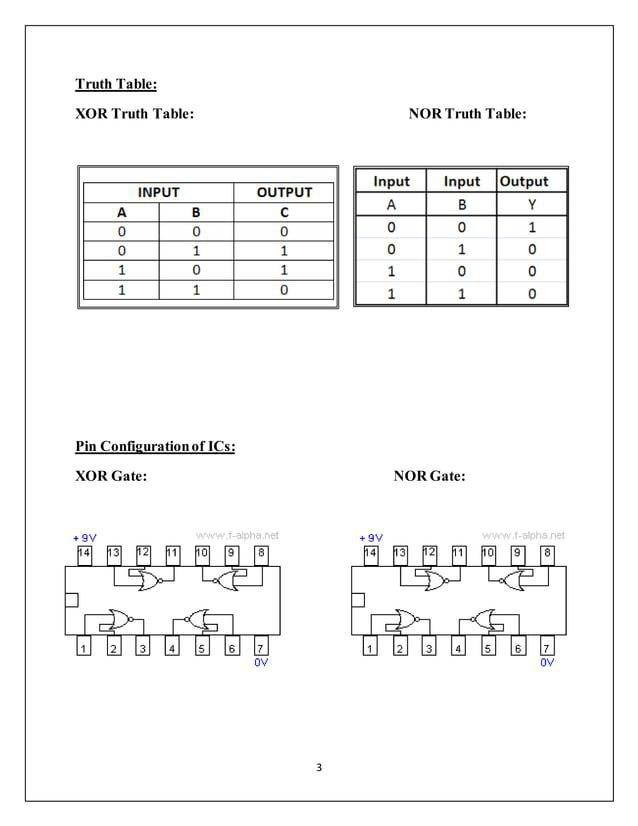 Truth Table:
XOR Truth Table: NOR Truth Table:
INPUT OUTPUT
A B C
0 0 0
0 1 1
1 0 1
1 1 0
Input Input Output
A B Y
0 0 1
0 1 0
1 0 0
1 1 0
Pin Configuration of ICs:
XOR Gate: NOR Gate:
+ 9V www.f-alpha.net
14 13 12 11 10 9 8
1 2 3 4 5 6 7
0V
+ 9V www.f-alpha.net
14 13 12 11 10 9 8
1 2 3 4 5 6 7
0V
3